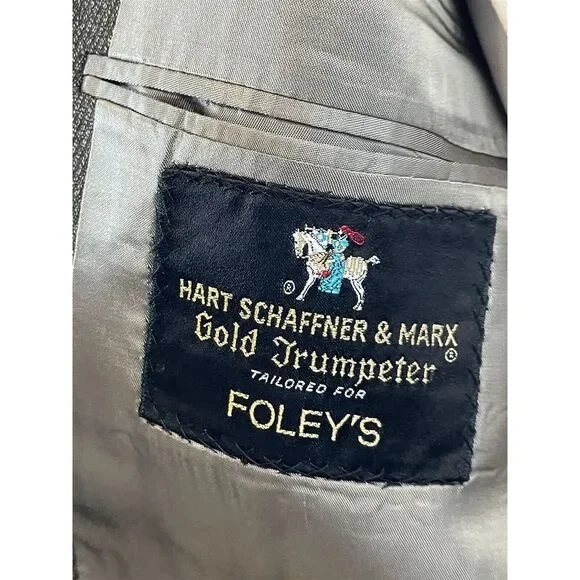 ®
HART SCHAFFNER & MARX®
Gold Trumpeter
TAILORED FOR
FOLEY'S